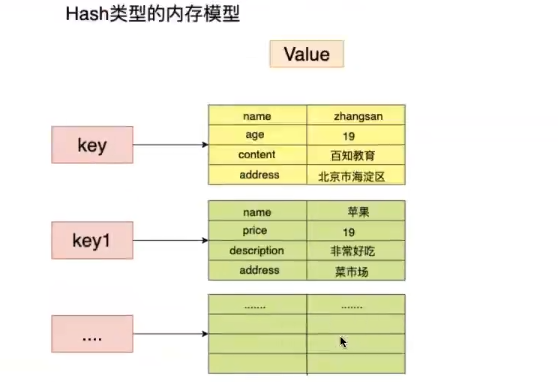 Hash类型的内存模型
Value
key
name zhangsan
age 19
content 百知教育
address 北京市海淀区
key1
name 苹果
price 19
description 非常好吃
address 菜市场
....
....... .......